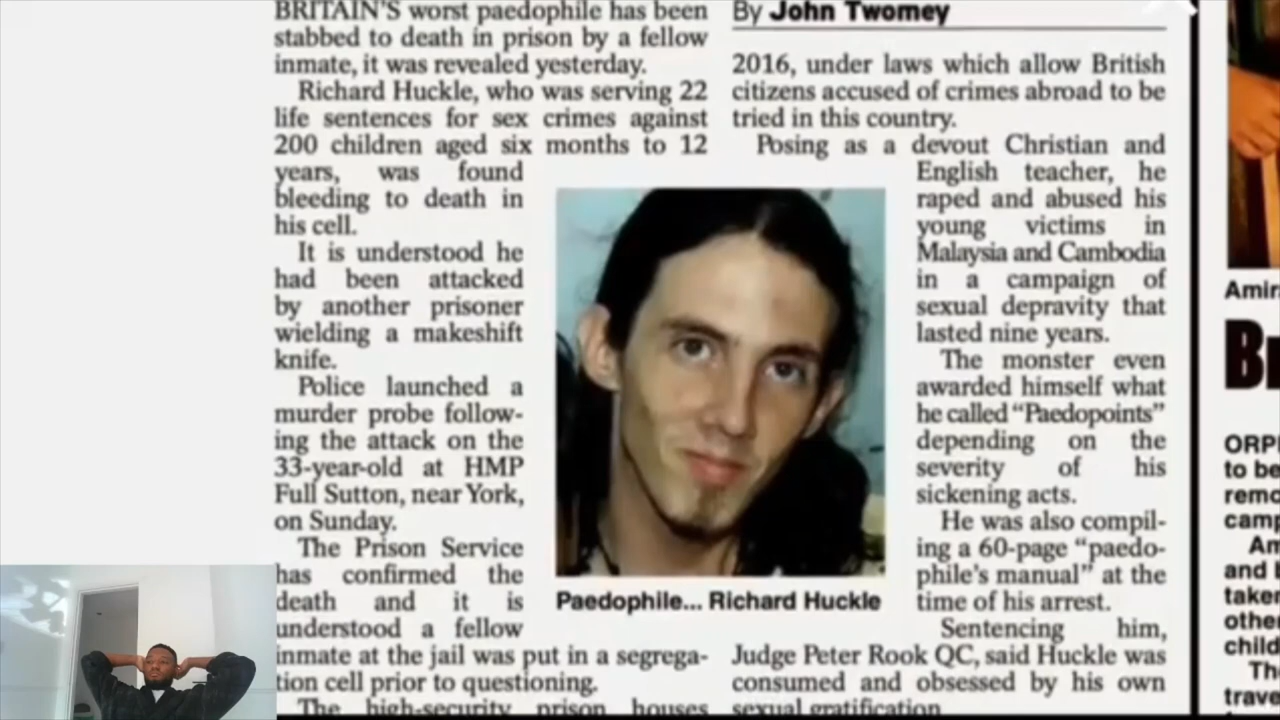 BRITAIN'S worst paedophile has been
stabbed to death in prison by a fellow
inmate, it was revealed yesterday.
Richard Huckle, who was serving 22
life sentences for sex crimes against
200 children aged six months to 12
years, was found
bleeding to death in
his cell.
It is understood he
had been attacked
by another prisoner
wielding a makeshift
knife.
Police launched a
murder probe follow-
ing the attack on the
33-year-old at HMP
Full Sutton, near York,
on Sunday.
The Prison Service
has confirmed the
death and it is
understood a fellow
inmate at the jail was put in a segrega-
tion cell prior to questioning.
The high-security prison houses
Paedophile... Richard Huckle
By John Twomey
2016, under laws which allow British
citizens accused of crimes abroad to be
tried in this country.
Posing as a devout Christian and
English teacher, he
raped and abused his
young victims in
Malaysia and Cambodia
in a campaign of
sexual depravity that
lasted nine years.
The monster even
awarded himself what
he called “Paedopoints”
depending on the
severity of his
sickening acts.
He was also compil-
ing a 60-page “paedo-
phile's manual” at the
time of his arrest.
Sentencing him,
Judge Peter Rook QC, said Huckle was
consumed and obsessed by his own
sexual gratification
to be
and